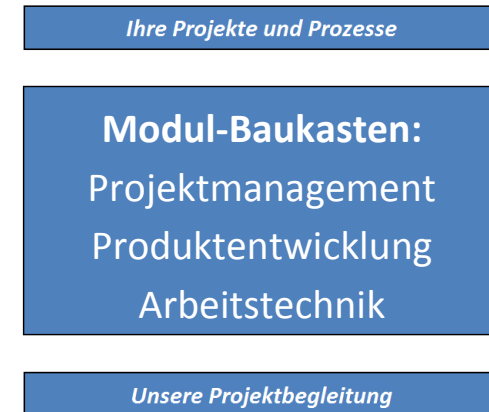 Ihre Projekte und Prozesse
Modul-Baukasten:
Projektmanagement
Produktentwicklung
Arbeitstechnik
Unsere Projektbegleitung